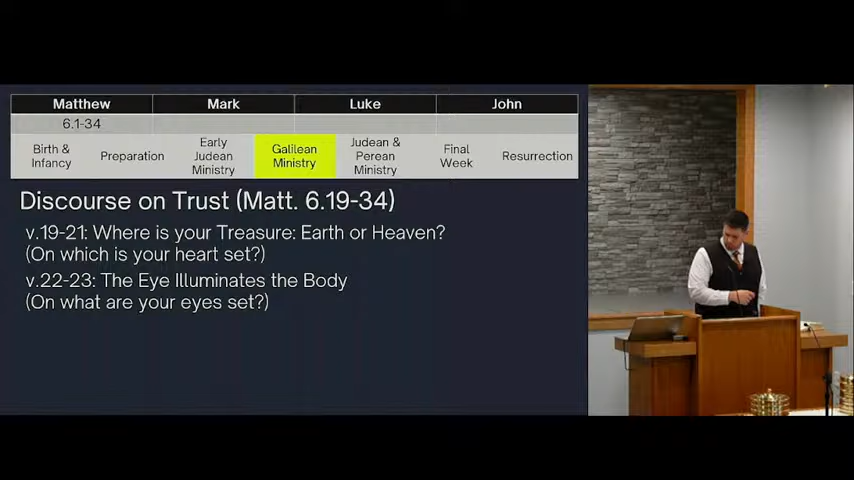 Matthew Mark Luke John
6.1-34
Birth & Infancy Preparation Early Judean Ministry Galilean Ministry Judean & Perean Ministry Final Week Resurrection
Discourse on Trust (Matt. 6.19-34)
v.19-21: Where is your Treasure: Earth or Heaven?
(On which is your heart set?)
v.22-23: The Eye Illuminates the Body
(On what are your eyes set?)